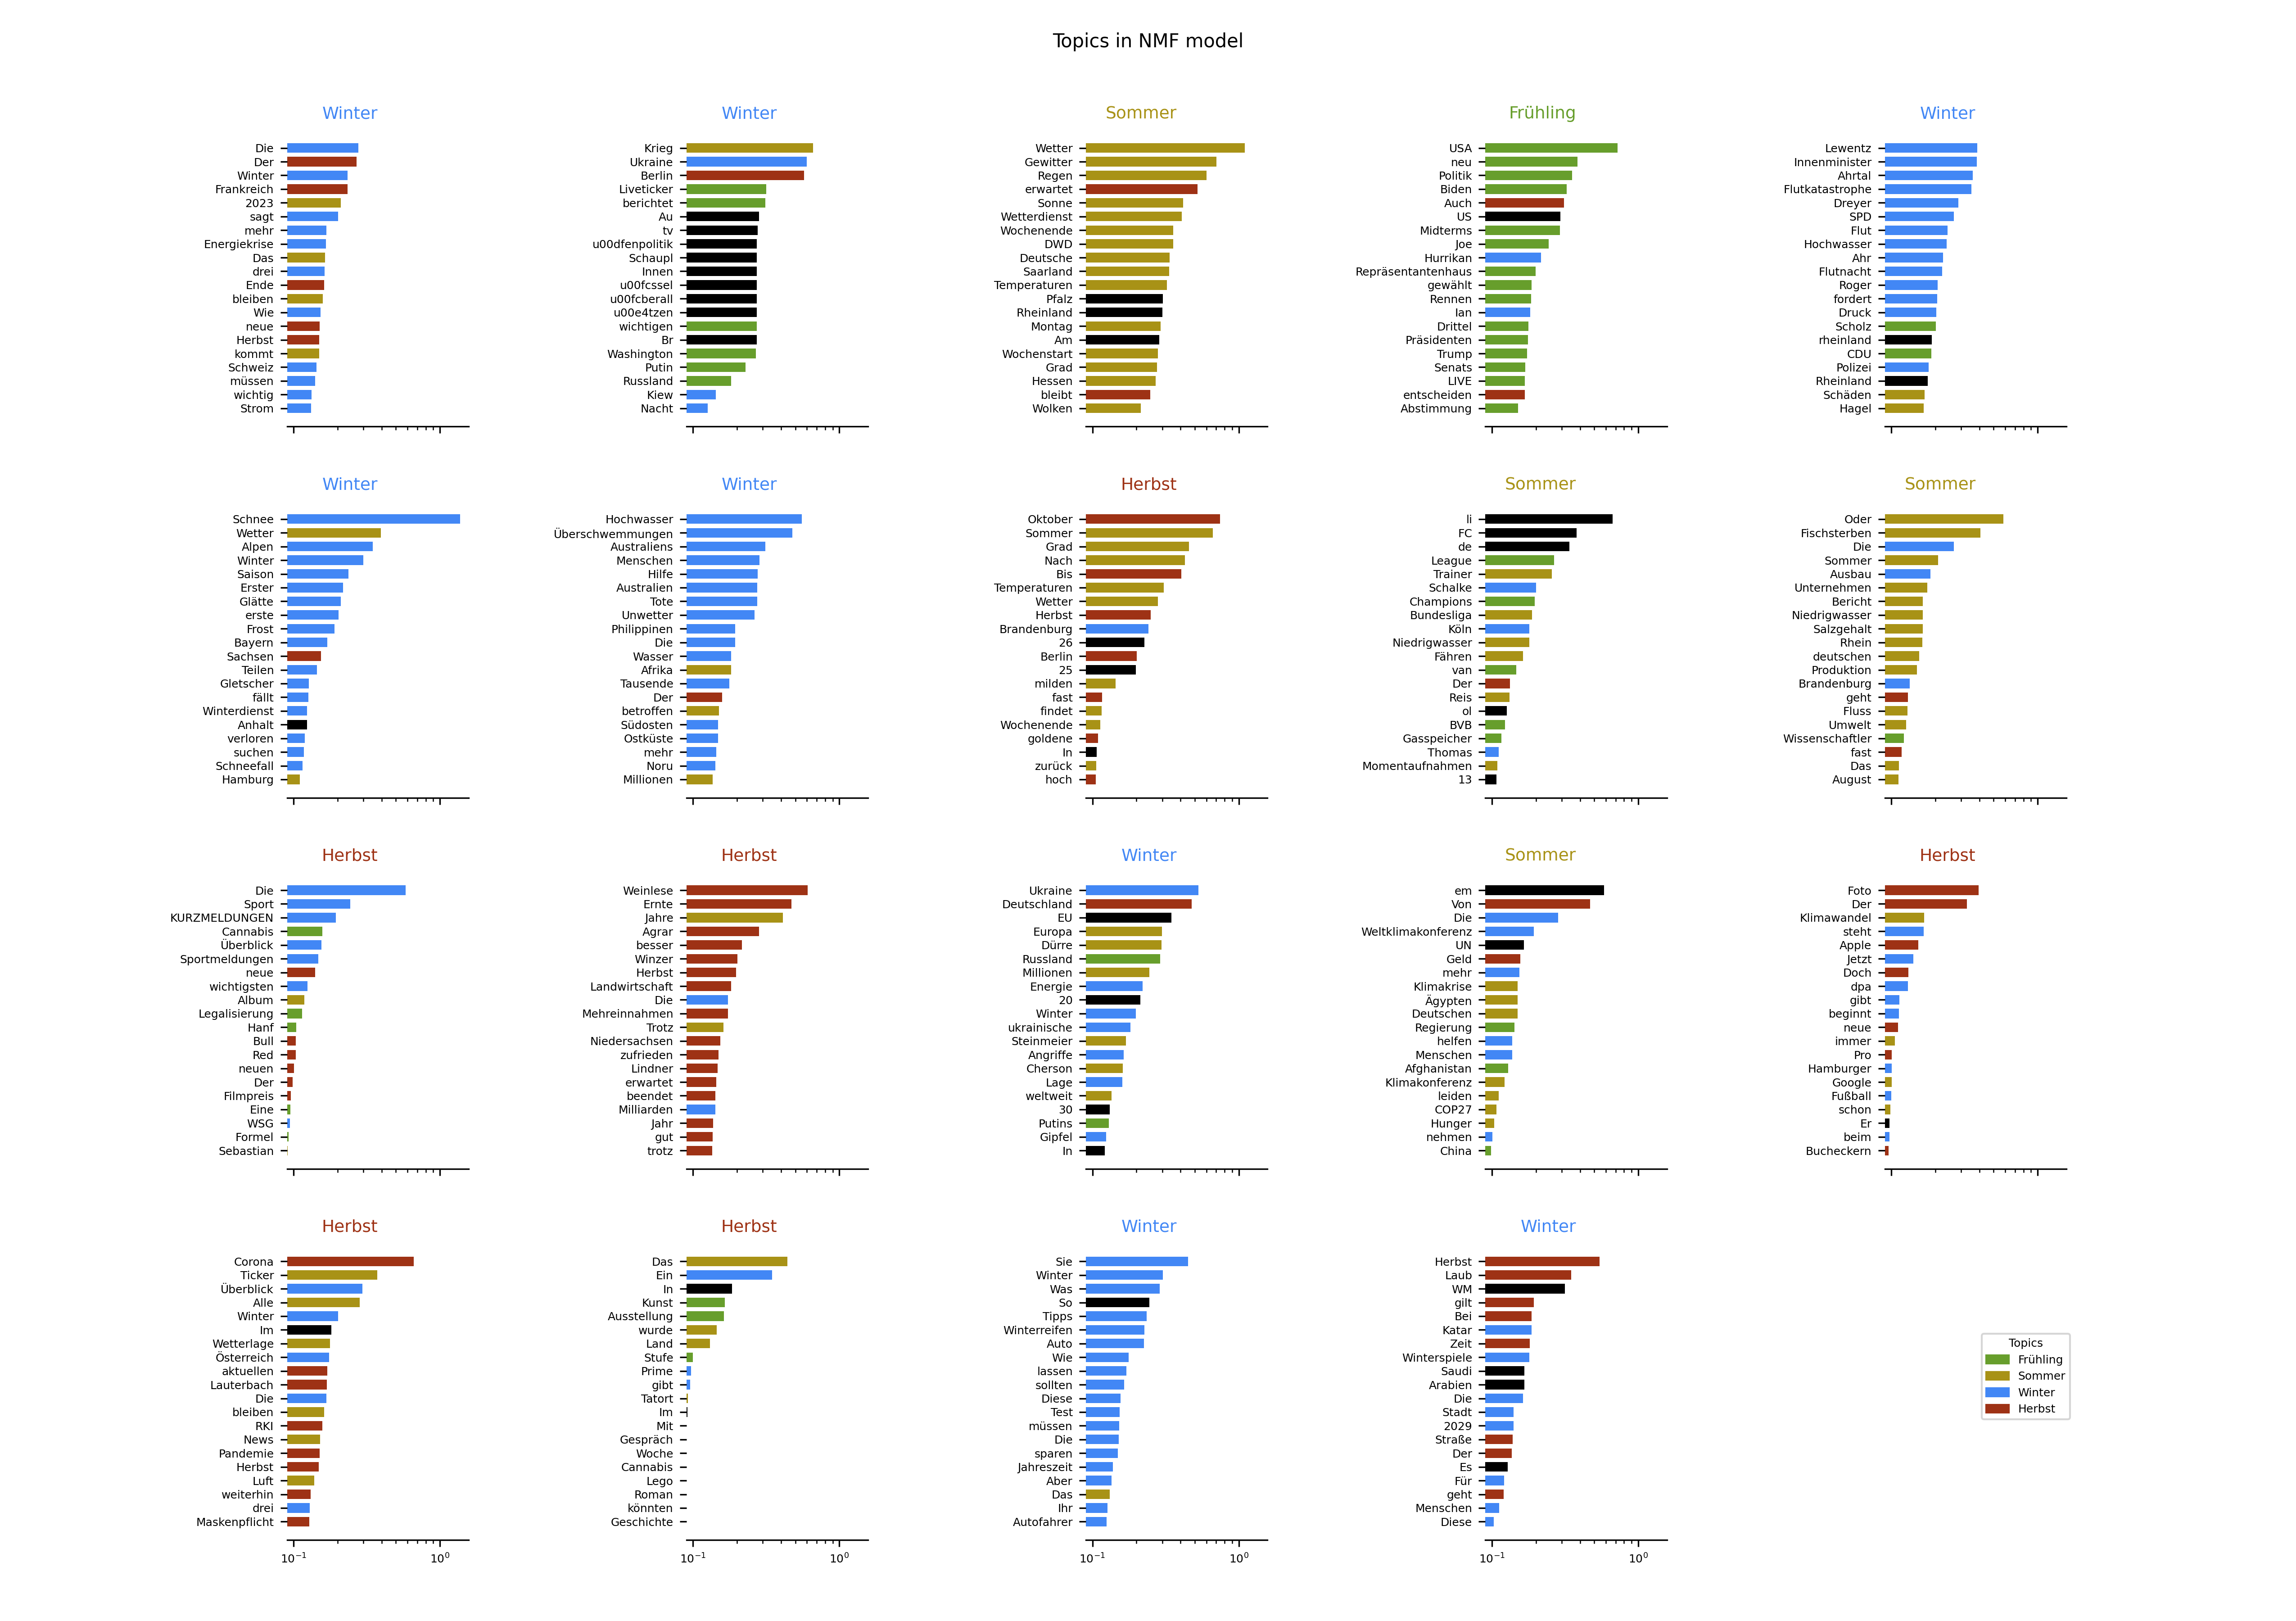 Topics in NMF model
Winter
Die
Der
Winter
Frankreich
2023
sagt
mehr
Energiekrise
Das
drei
Ende
bleiben
Wie
neue
Herbst
kommt
Schweiz
müssen
wichtig
Strom
Winter
Krieg
Ukraine
Berlin
Liveticker
berichtet
Au
tv
u00dfenpolitik
Schaupl
Innen
u00fcssel
u00fcberall
u00e4tzen
wichtigen
Br
Washington
Putin
Russland
Kiew
Nacht
Sommer
Wetter
Gewitter
Regen
erwartet
Sonne
Wetterdienst
Wochenende
DWD
Deutsche
Saarland
Temperaturen
Pfalz
Rheinland
Montag
Am
Wochenstart
Grad
Hessen
bleibt
Wolken
Frühling
USA
neu
Politik
Biden
Auch
US
Midterms
Joe
Hurrikan
Repräsentantenhaus
gewählt
Rennen
Ian
Drittel
Präsidenten
Trump
Senats
LIVE
entscheiden
Abstimmung
Winter
Lewentz
Innenminister
Ahrtal
Flutkatastrophe
Dreyer
SPD
Flut
Hochwasser
Ahr
Flutnacht
Roger
fordert
Druck
Scholz
rheinland
CDU
Polizei
Rheinland
Schäden
Hagel
Winter
Schnee
Wetter
Alpen
Winter
Saison
Erster
Glätte
erste
Frost
Bayern
Sachsen
Teilen
Gletscher
fällt
Winterdienst
Anhalt
verloren
suchen
Schneefall
Hamburg
Winter
Hochwasser
Überschwemmungen
Australiens
Menschen
Hilfe
Australien
Tote
Unwetter
Philippinen
Die
Wasser
Afrika
Tausende
Der
betroffen
Südosten
Ostküste
mehr
Noru
Millionen
Herbst
Oktober
Sommer
Grad
Nach
Bis
Temperaturen
Wetter
Herbst
Brandenburg
26
Berlin
25
milden
fast
findet
Wochenende
goldene
In
zurück
hoch
Sommer
li
FC
de
League
Trainer
Schalke
Champions
Bundesliga
Köln
Niedrigwasser
Fähren
van
Der
Reis
ol
BVB
Gasspeicher
Thomas
Momentaufnahmen
13
Sommer
Oder
Fischsterben
Die
Sommer
Ausbau
Unternehmen
Bericht
Niedrigwasser
Salzgehalt
Rhein
deutschen
Produktion
Brandenburg
geht
Fluss
Umwelt
Wissenschaftler
fast
Das
August
Herbst
Die
Sport
KURZMELDUNGEN
Cannabis
Überblick
Sportmeldungen
neue
wichtigsten
Album
Legalisierung
Hanf
Bull
Red
neuen
Der
Filmpreis
Eine
WSG
Formel
Sebastian
Herbst
Weinlese
Ernte
Jahre
Agrar
besser
Winzer
Herbst
Landwirtschaft
Die
Mehreinnahmen
Trotz
Niedersachsen
zufrieden
Lindner
erwartet
beendet
Milliarden
Jahr
gut
trotz
Winter
Ukraine
Deutschland
EU
Europa
Dürre
Russland
Millionen
Energie
20
Winter
ukrainische
Steinmeier
Angriffe
Cherson
Lage
weltweit
30
Putins
Gipfel
In
Sommer
em
Von
Die
Weltklimakonferenz
UN
Geld
mehr
Klimakrise
Ägypten
Deutschen
Regierung
helfen
Menschen
Afghanistan
Klimakonferenz
leiden
COP27
Hunger
nehmen
China
Herbst
Foto
Der
Klimawandel
steht
Apple
Jetzt
Doch
dpa
gibt
beginnt
neue
immer
Pro
Hamburger
Google
Fußball
schon
Er
beim
Bucheckern
Herbst
Corona
Ticker
Überblick
Alle
Winter
Im
Wetterlage
Österreich
aktuellen
Lauterbach
Die
bleiben
RKI
News
Pandemie
Herbst
Luft
weiterhin
drei
Maskenpflicht
10⁻¹ 10⁰
Herbst
Das
Ein
In
Kunst
Ausstellung
wurde
Land
Stufe
Prime
gibt
Tatort
Im
Mit
Gespräch
Woche
Cannabis
Lego
Roman
könnten
Geschichte
10⁻¹ 10⁰
Winter
Sie
Winter
Was
So
Tipps
Winterreifen
Auto
Wie
lassen
sollten
Diese
Test
müssen
Die
sparen
Jahreszeit
Aber
Das
Ihr
Autofahrer
10⁻¹ 10⁰
Winter
Herbst
Laub
WM
gilt
Bei
Katar
Zeit
Winterspiele
Saudi
Arabien
Die
Stadt
2029
Straße
Der
Es
Für
geht
Menschen
Diese
10⁻¹ 10⁰
Topics
Frühling
Sommer
Winter
Herbst